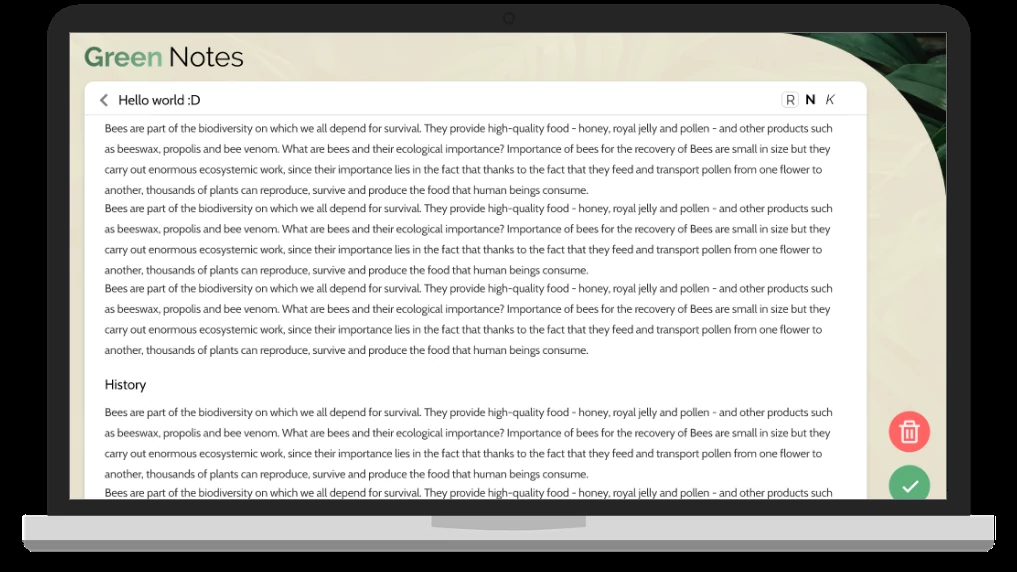 Green Notes
Hello world :D
R N K
Bees are part of the biodiversity on which we all depend for survival. They provide high-quality food - honey, royal jelly and pollen - and other products such
as beeswax, propolis and bee venom. What are bees and their ecological importance? Importance of bees for the recovery of Bees are small in size but they
carry out enormous ecosystemic work, since their importance lies in the fact that thanks to the fact that they feed and transport pollen from one flower to
another, thousands of plants can reproduce, survive and produce the food that human beings consume.
Bees are part of the biodiversity on which we all depend for survival. They provide high-quality food - honey, royal jelly and pollen - and other products such
as beeswax, propolis and bee venom. What are bees and their ecological importance? Importance of bees for the recovery of Bees are small in size but they
carry out enormous ecosystemic work, since their importance lies in the fact that thanks to the fact that they feed and transport pollen from one flower to
another, thousands of plants can reproduce, survive and produce the food that human beings consume.
Bees are part of the biodiversity on which we all depend for survival. They provide high-quality food - honey, royal jelly and pollen - and other products such
as beeswax, propolis and bee venom. What are bees and their ecological importance? Importance of bees for the recovery of Bees are small in size but they
carry out enormous ecosystemic work, since their importance lies in the fact that thanks to the fact that they feed and transport pollen from one flower to
another, thousands of plants can reproduce, survive and produce the food that human beings consume.
History
Bees are part of the biodiversity on which we all depend for survival. They provide high-quality food - honey, royal jelly and pollen - and other products such
as beeswax, propolis and bee venom. What are bees and their ecological importance? Importance of bees for the recovery of Bees are small in size but they
carry out enormous ecosystemic work, since their importance lies in the fact that thanks to the fact that they feed and transport pollen from one flower to
another, thousands of plants can reproduce, survive and produce the food that human beings consume.
Bees are part of the biodiversity on which we all depend for survival. They provide high-quality food - honey, royal jelly and pollen - and other products such